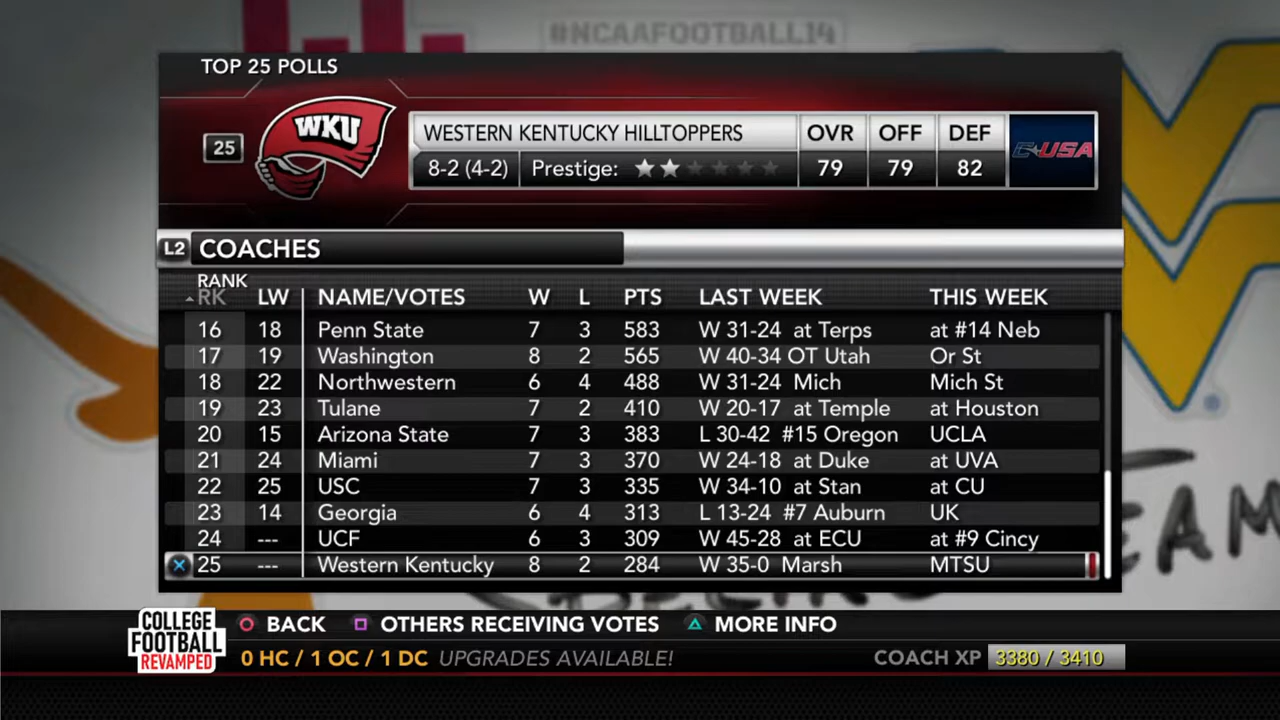 #NCAAFOOTBALL14
TOP 25 POLLS
25
WKU
WESTERN KENTUCKY HILLTOPPERS OVR OFF DEF
8-2 (4-2) Prestige: 79 79 82
C-USA
L2 COACHES
RANK
RK LW NAME/VOTES W L PTS LAST WEEK THIS WEEK
16 18 Penn State 7 3 583 W 31-24 at Terps at #14 Neb
17 19 Washington 8 2 565 W 40-34 OT Utah Or St
18 22 Northwestern 6 4 488 W 31-24 Mich Mich St
19 23 Tulane 7 2 410 W 20-17 at Temple at Houston
20 15 Arizona State 7 3 383 L 30-42 #15 Oregon UCLA
21 24 Miami 7 3 370 W 24-18 at Duke at UVA
22 25 USC 7 3 335 W 34-10 at Stan at CU
23 14 Georgia 6 4 313 L 13-24 #7 Auburn UK
24 --- UCF 6 3 309 W 45-28 at ECU at #9 Cincy
25 --- Western Kentucky 8 2 284 W 35-0 Marsh MTSU
COLLEGE
FOOTBALL
REVAMPED
BACK OTHERS RECEIVING VOTES MORE INFO
0 HC / 1 OC / 1 DC UPGRADES AVAILABLE! COACH XP 3380 / 3410